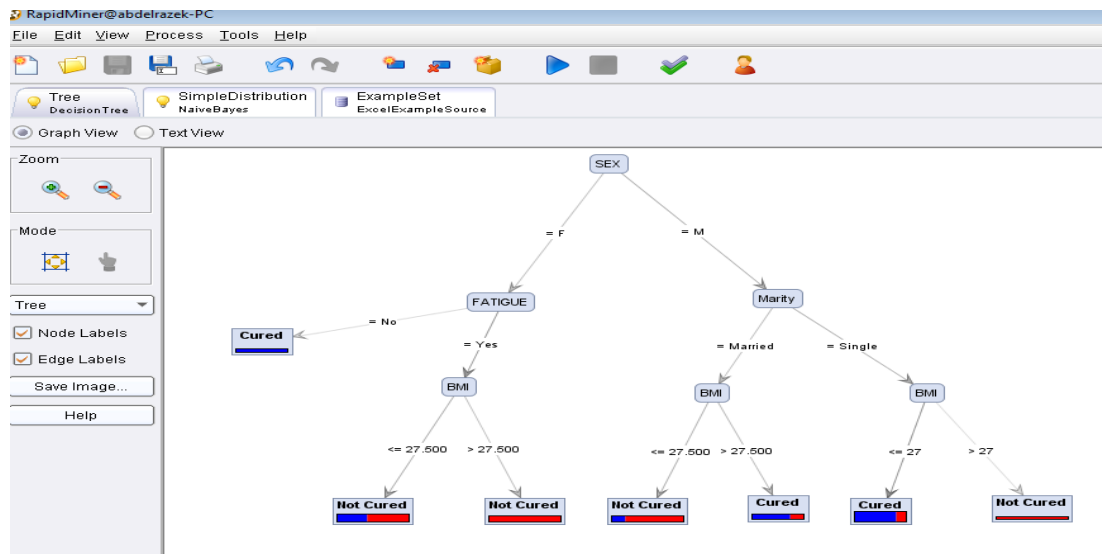 RapidMiner@abdelrazek-PC
File Edit View Process Tools Help
Tree SimpleDistribution ExampleSet
DecisionTree NaiveBayes ExcelExampleSource
Graph View Text View
Zoom
Mode
Tree
Node Labels
Edge Labels
Save Image...
Help
SEX
= F = M
FATIGUE Marity
= No
Cured
= Yes = Married = Single
BMI BMI BMI
<= 27.500 > 27.500 <= 27.500 > 27.500 <= 27 > 27
Not Cured Not Cured Not Cured Cured Cured Not Cured